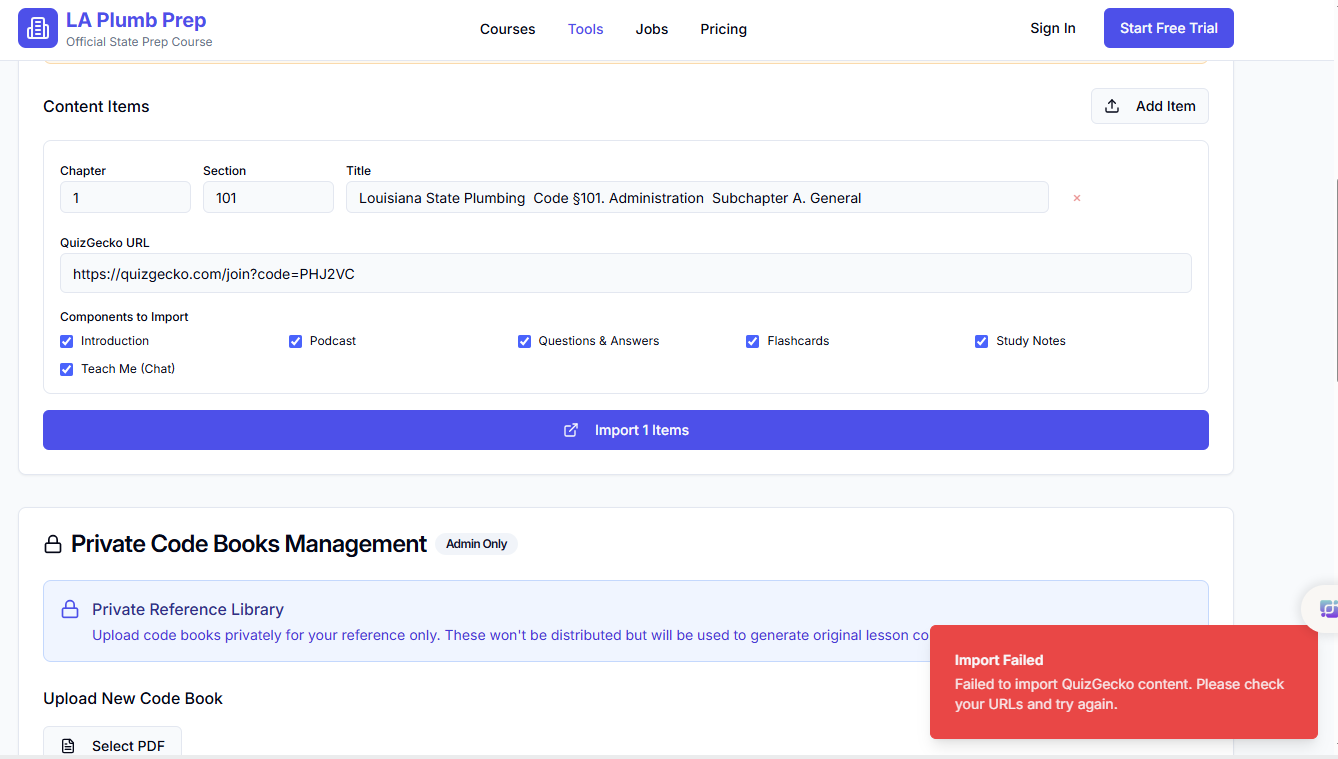 LA Plumb Prep
Official State Prep Course
Courses
Tools
Jobs
Pricing
Sign In
Start Free Trial
Content Items
Add Item
Chapter
Section
Title
1
101
Louisiana State Plumbing  Code §101. Administration  Subchapter A. General
×
QuizGecko URL
https://quizgecko.com/join?code=PHJ2VC
Components to Import
Introduction
Podcast
Questions & Answers
Flashcards
Study Notes
Teach Me (Chat)
Import 1 Items
Private Code Books Management
Admin Only
Private Reference Library
Upload code books privately for your reference only. These won't be distributed but will be used to generate original lesson co
Import Failed
Failed to import QuizGecko content. Please check
your URLs and try again.
Upload New Code Book
Select PDF